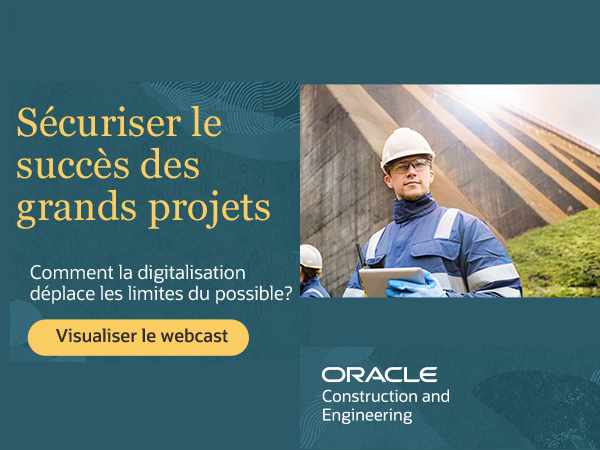 Sécuriser le
succès des
grands projets
Comment la digitalisation
déplace les limites du possible?
Visualiser le webcast
ORACLE
Construction and
Engineering